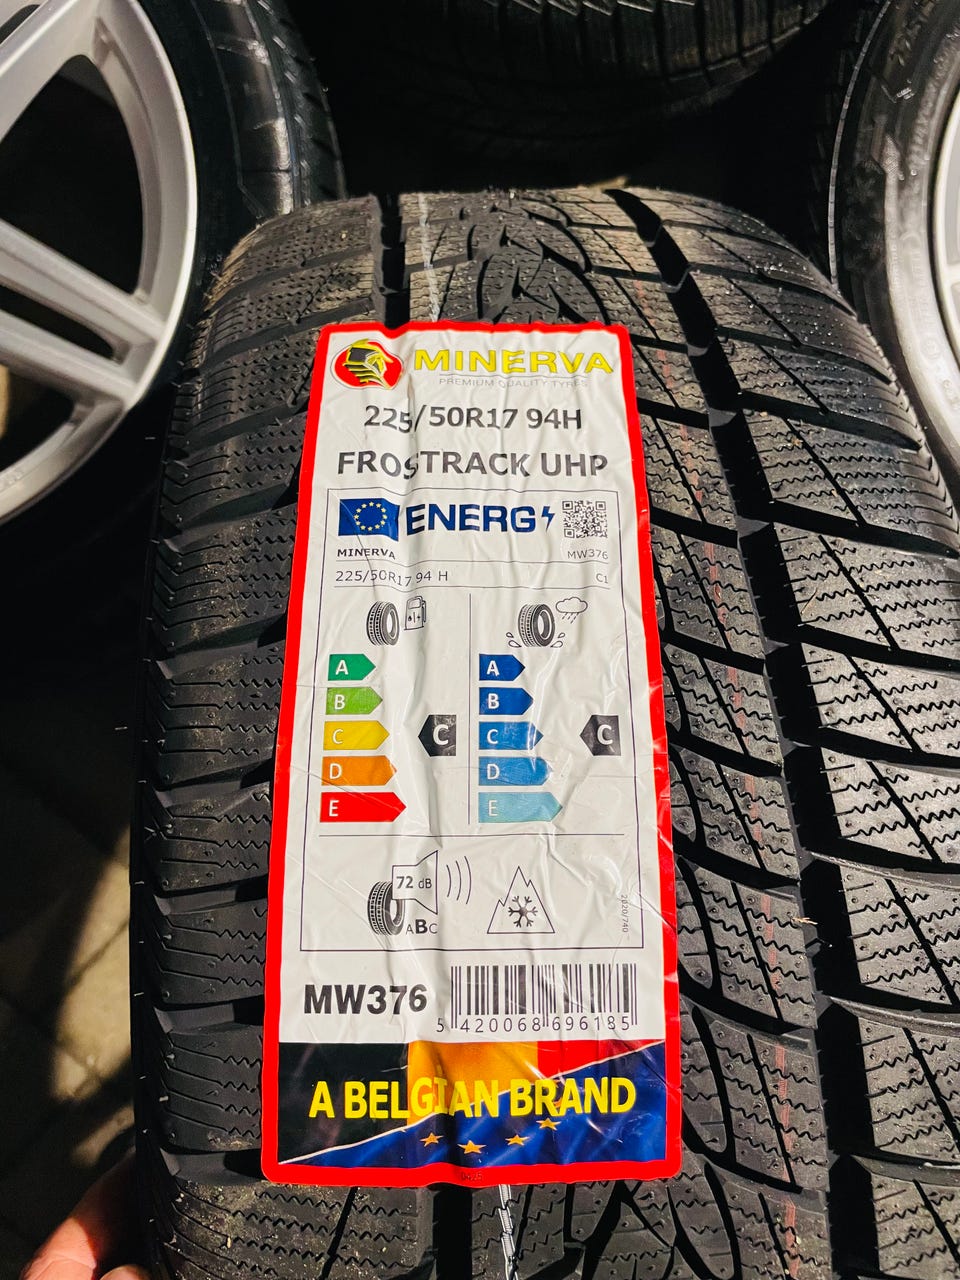 MINERVA
PREMIUM QUALITY TYRES
225/50R17 94H
FROSTRACK UHP
ENERG
MINERVA MW376
225/50R17 94 H C1
A A
B B
C C C C
D D
E E
72 dB
ABC
2020/740
MW376
5 420068 696185
A BELGIAN BRAND